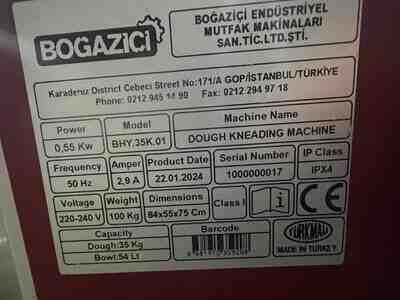 BOGAZİCİ
BOĞAZİÇİ ENDÜSTRİYEL
MUTFAK MAKİNALARI
SAN.TİC.LTD.ŞTİ.
Karadeniz District Cebeci Street No:171/A GOP/İSTANBUL/TÜRKİYE
Phone: 0212 945 14 90 Fax: 0212 294 97 18
Power Model Machine Name
0,55 Kw BHY.35K.01 DOUGH KNEADING MACHINE
Frequency Amper Product Date Serial Number IP Class
50 Hz 2,9 A 22.01.2024 1000000017 IPX4
Voltage Weight Dimensions Class I
220-240 V 100 Kg 84x55x75 Cm CE
Capacity Barcode
Dough:35 Kg
Bowl:54 Lt
TÜRKMALI
MADE IN TURKEY